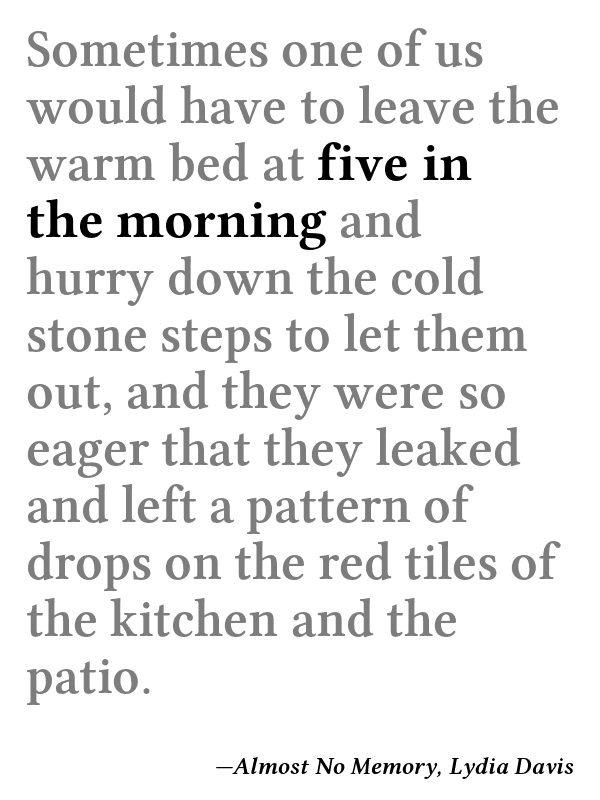 Sometimes one of us
would have to leave the
warm bed at five in
the morning and
hurry down the cold
stone steps to let them
out, and they were so
eager that they leaked
and left a pattern of
drops on the red tiles of
the kitchen and the
patio.
—Almost No Memory, Lydia Davis